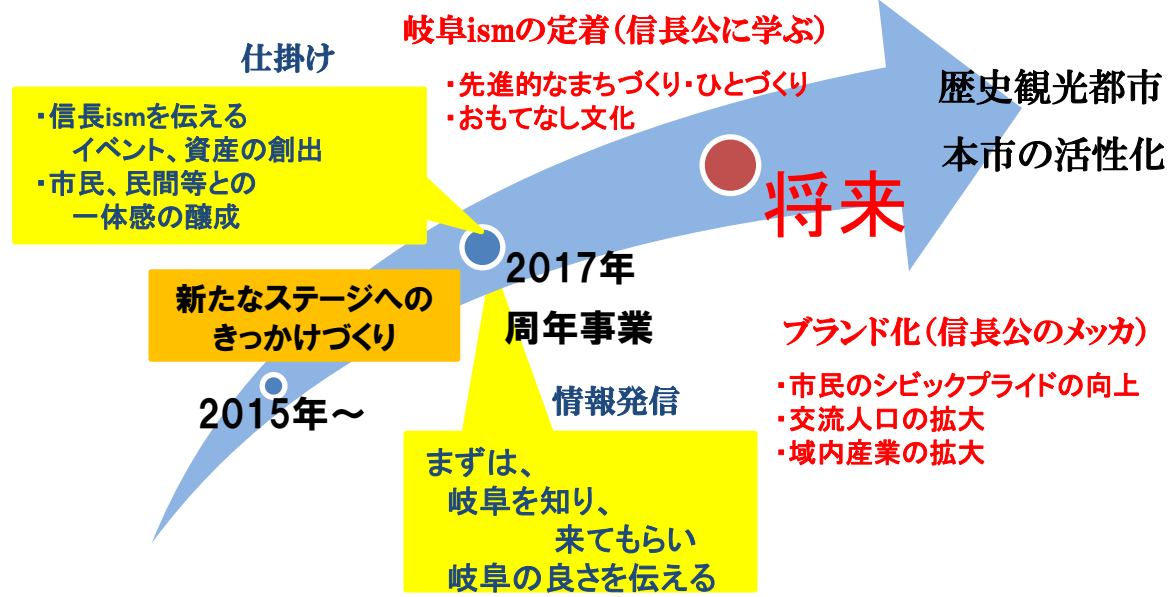 岐阜ismの定着(信長公に学ぶ)
・先進的なまちづくり・ひとづくり
・おもてなし文化
仕掛け
・信長ismを伝える
イベント、資産の創出
・市民、民間等との
一体感の醸成
歴史観光都市
本市の活性化
将来
2017年
周年事業
新たなステージへの
きっかけづくり
2015年～
ブランド化(信長公のメッカ)
・市民のシビックプライドの向上
・交流人口の拡大
・域内産業の拡大
情報発信
まずは、
岐阜を知り、
来てもらい
岐阜の良さを伝える